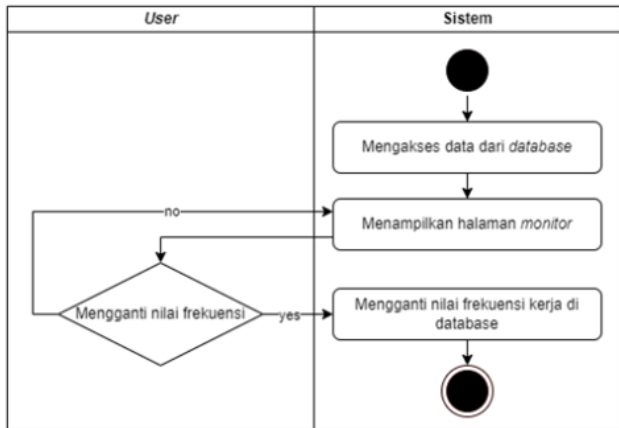 User
Sistem
Mengakses data dari database
no
Menampilkan halaman monitor
Mengganti nilai frekuensi
yes
Mengganti nilai frekuensi kerja di
database